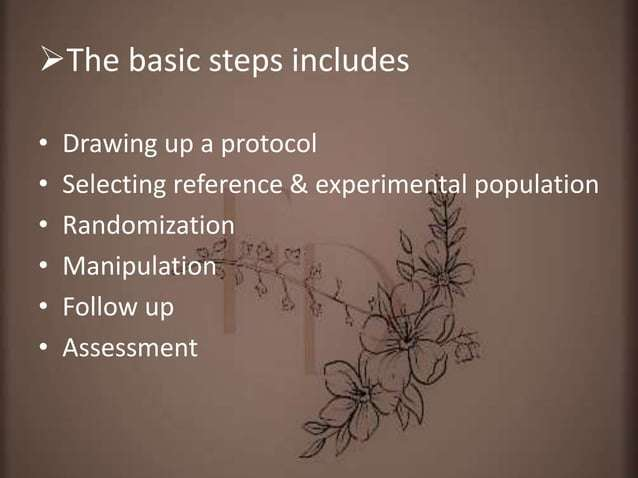 ➢The basic steps includes
• Drawing up a protocol
• Selecting reference & experimental population
• Randomization
• Manipulation
• Follow up
• Assessment